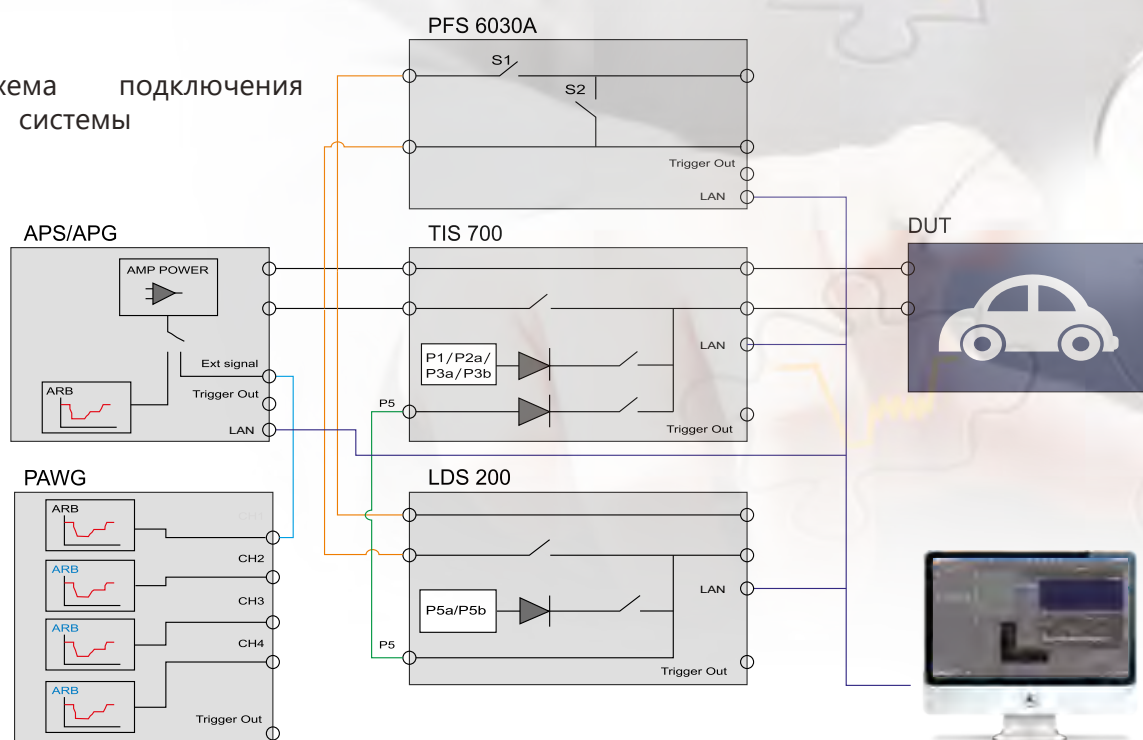 PFS 6030A
S1
S2
Trigger Out
LAN
хема подключения
системы
APS/APG
AMP POWER
Ext signal
ARB
Trigger Out
LAN
TIS 700
P1/P2a/
P3a/P3b
LAN
P5
Trigger Out
DUT
PAWG
ARB
CH1
CH2
ARB
CH3
ARB
CH4
ARB
Trigger Out
LDS 200
LAN
P5a/P5b
P5
Trigger Out